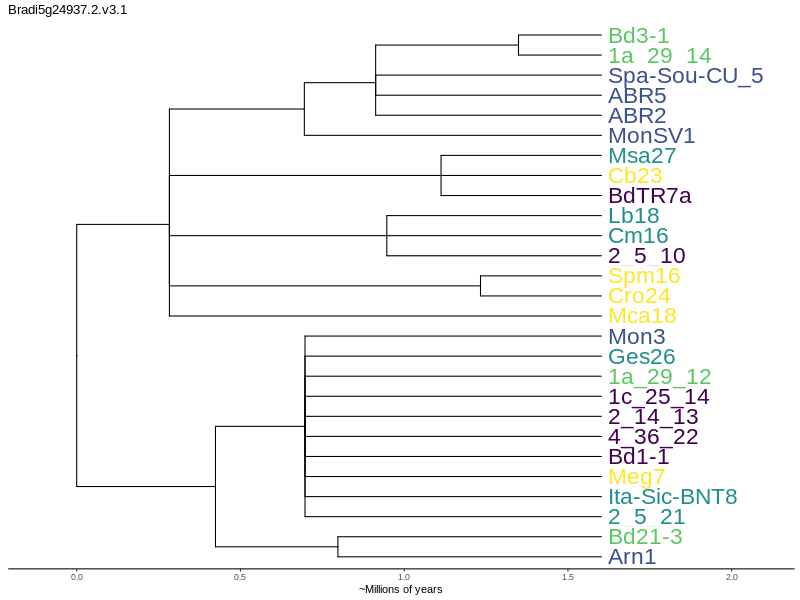 Bradi5g24937.2.v3.1
Bd3-1
1a_29_14
Spa-Sou-CU_5
ABR5
ABR2
MonSV1
Msa27
Cb23
BdTR7a
Lb18
Cm16
2_5_10
Spm16
Cro24
Mca18
Mon3
Ges26
1a_29_12
1c_25_14
2_14_13
4_36_22
Bd1-1
Meg7
Ita-Sic-BNT8
2_5_21
Bd21-3
Arn1
0.0 0.5 1.0 1.5 2.0
~Millions of years